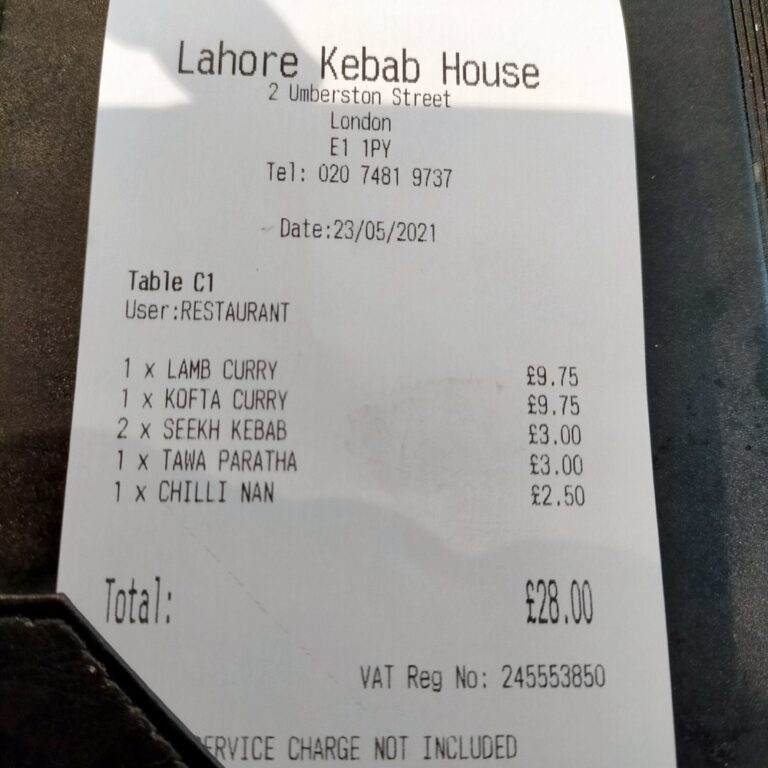 Lahore Kebab House
2 Umberston Street
London
E1 1PY
Tel: 020 7481 9737
Date:23/05/2021
Table C1
User:RESTAURANT
1 x LAMB CURRY £9.75
1 x KOFTA CURRY £9.75
2 x SEEKH KEBAB £3.00
1 x TAWA PARATHA £3.00
1 x CHILLI NAN £2.50
Total: £28.00
VAT Reg No: 245553850
SERVICE CHARGE NOT INCLUDED